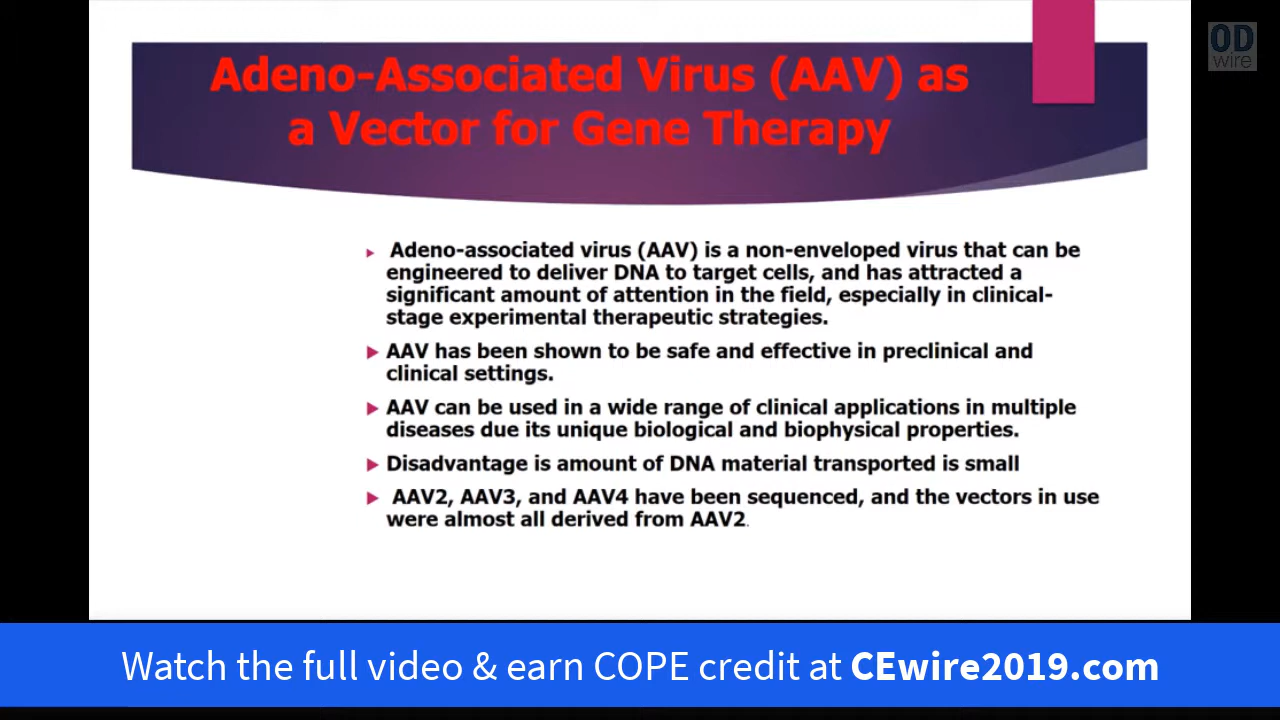 OD
wire
Adeno-Associated Virus (AAV) as
a Vector for Gene Therapy
Adeno-associated virus (AAV) is a non-enveloped virus that can be
engineered to deliver DNA to target cells, and has attracted a
significant amount of attention in the field, especially in clinical-
stage experimental therapeutic strategies.
AAV has been shown to be safe and effective in preclinical and
clinical settings.
AAV can be used in a wide range of clinical applications in multiple
diseases due its unique biological and biophysical properties.
Disadvantage is amount of DNA material transported is small
AAV2, AAV3, and AAV4 have been sequenced, and the vectors in use
were almost all derived from AAV2.
Watch the full video & earn COPE credit at CEwire2019.com